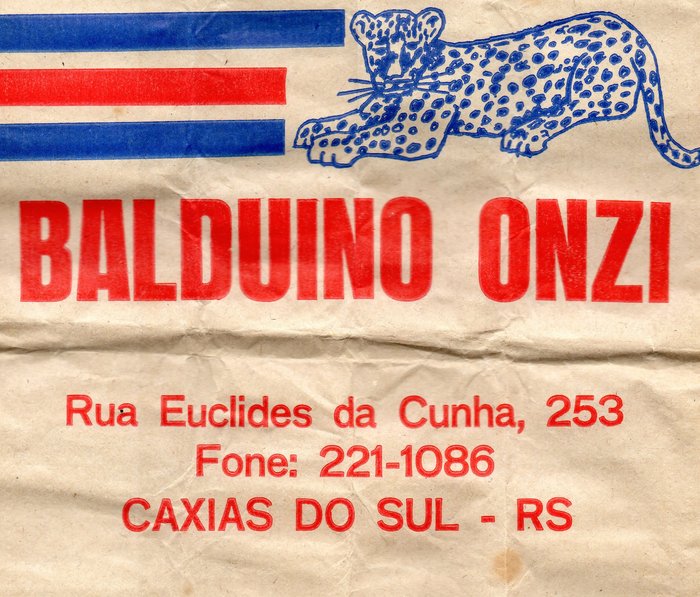 BALDUINO ONZI
Rua Euclides da Cunha, 253
Fone: 221-1086
CAXIAS DO SUL - RS